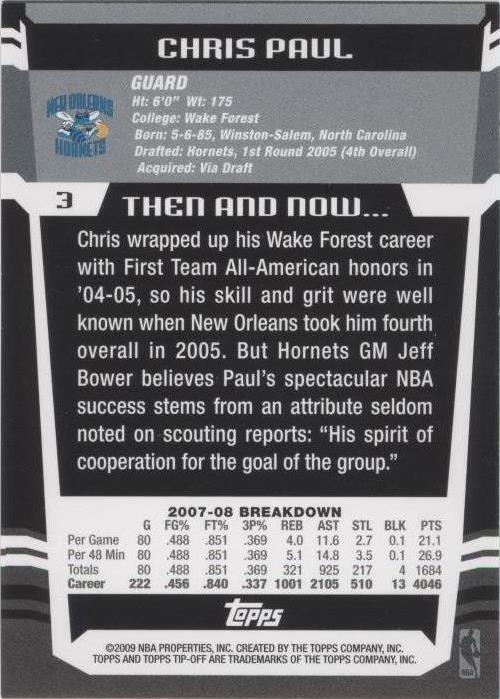 CHRIS PAUL
NEW ORLEANS
HORNETS
GUARD
Ht: 6'0" Wt: 175
College: Wake Forest
Born: 5-6-85, Winston-Salem, North Carolina
Drafted: Hornets, 1st Round 2005 (4th Overall)
Acquired: Via Draft
3
THEN AND NOW...
Chris wrapped up his Wake Forest career
with First Team All-American honors in
'04-05, so his skill and grit were well
known when New Orleans took him fourth
overall in 2005. But Hornets GM Jeff
Bower believes Paul's spectacular NBA
success stems from an attribute seldom
noted on scouting reports: “His spirit of
cooperation for the goal of the group.”
2007-08 BREAKDOWN
G FG% FT% 3P% REB AST STL BLK PTS
Per Game 80 .488 .851 .369 4.0 11.6 2.7 0.1 21.1
Per 48 Min 80 .488 .851 .369 5.1 14.8 3.5 0.1 26.9
Totals 80 .488 .851 .369 321 925 217 4 1684
Career 222 .456 .840 .337 1001 2105 510 13 4046
Topps
©2009 NBA PROPERTIES, INC. CREATED BY THE TOPPS COMPANY, INC.
TOPPS AND TOPPS TIP-OFF ARE TRADEMARKS OF THE TOPPS COMPANY, INC.
NBA